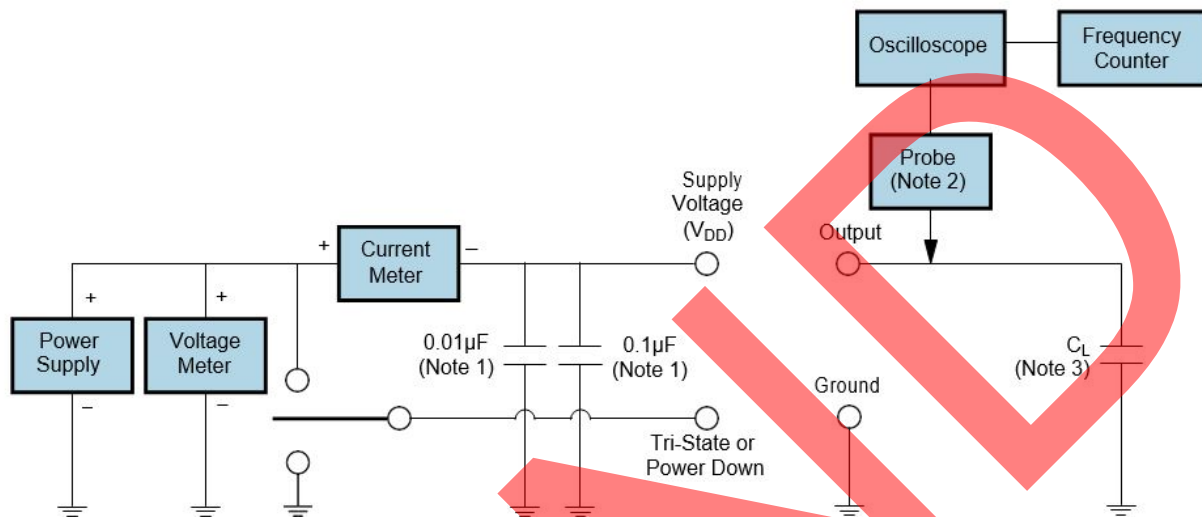 Oscilloscope
Frequency
Counter
Probe
(Note 2)
Supply
Voltage
(VDD)
Output
+
Current
Meter
–
+
Power
Supply
–
+
Voltage
Meter
–
0.01µF
(Note 1)
0.1µF
(Note 1)
CL
(Note 3)
Ground
Tri-State or
Power Down